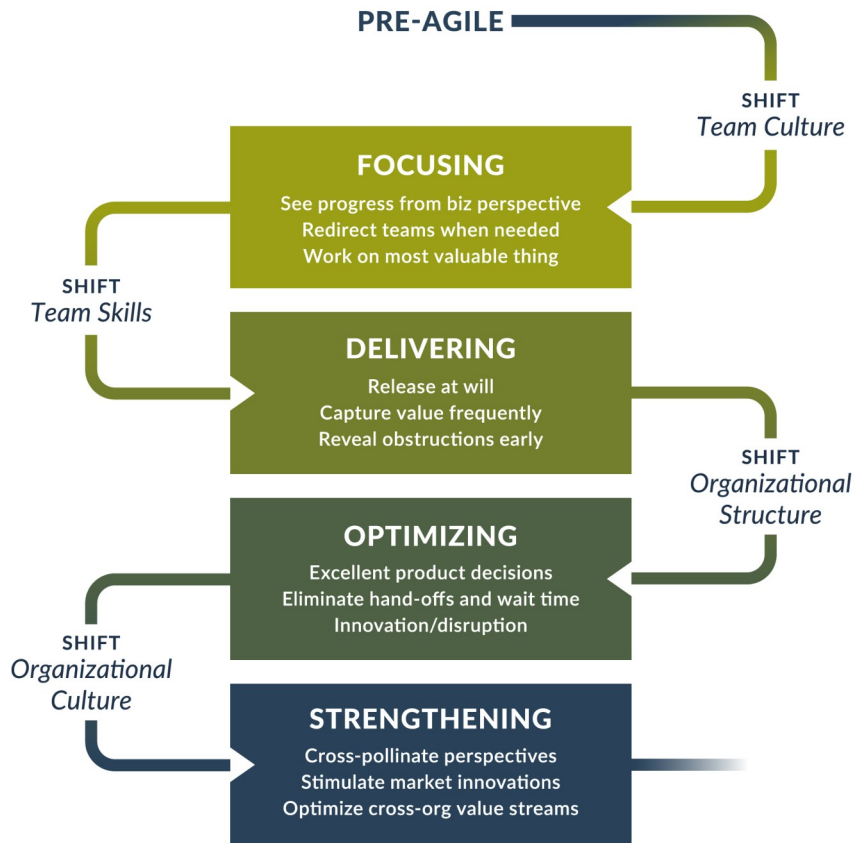 PRE-AGILE
SHIFT
Team Culture
FOCUSING
See progress from biz perspective
Redirect teams when needed
Work on most valuable thing
SHIFT
Team Skills
DELIVERING
Release at will
Capture value frequently
Reveal obstructions early
SHIFT
Organizational
Structure
OPTIMIZING
Excellent product decisions
Eliminate hand-offs and wait time
Innovation/disruption
SHIFT
Organizational
Culture
STRENGTHENING
Cross-pollinate perspectives
Stimulate market innovations
Optimize cross-org value streams